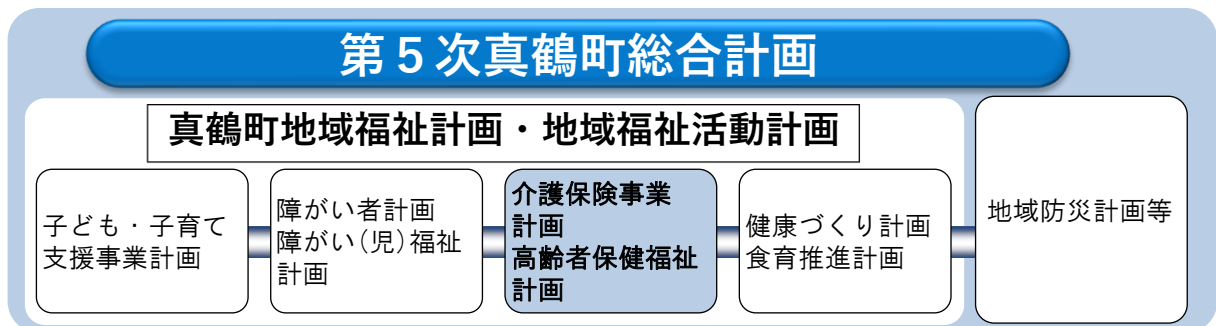 第5次真鶴町総合計画
真鶴町地域福祉計画・地域福祉活動計画
子ども・子育て
支援事業計画
障がい者計画
障がい(児)福祉
計画
介護保険事業
計画
高齢者保健福祉
計画
健康づくり計画
食育推進計画
地域防災計画等